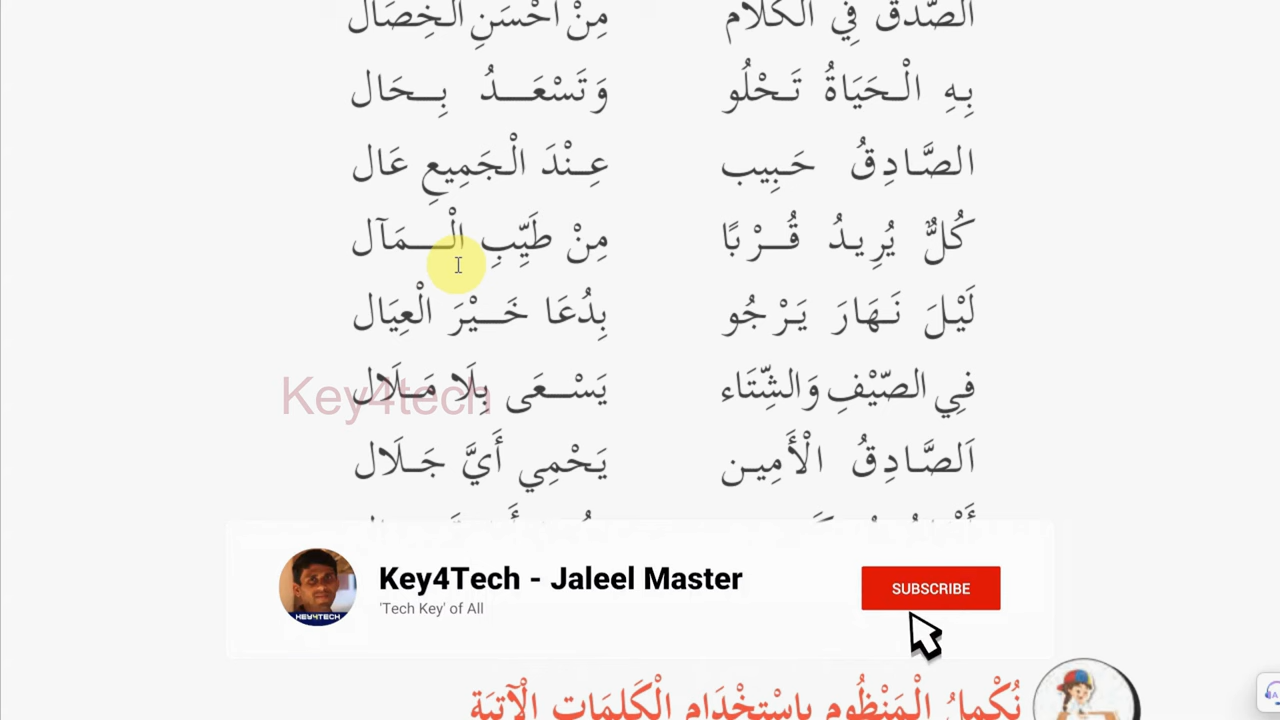 الصِّدْقُ فِي الْكَلَام مِنْ أَحْسَنِ الْخِصَال
بِهِ الْحَيَاةُ تَحْلُو وَتَسْعَدُ بِحَال
الصَّادِقُ حَبِيب عِنْدَ الْجَمِيعِ عَال
كُلٌّ يُرِيدُ قُرْبًا مِنْ طَيِّبِ الْمَآل
لَيْلَ نَهَارَ يَرْجُو بِدُعَا خَيْرَ الْعِيَال
فِي الصّيْفِ وَالشِّتَاء يَسْعَى بِلَا مَلَال
Key4tech
اَلصَّادِقُ الْأَمِين يَحْمِي أَيَّ جَلَال
Key4Tech - Jaleel Master
SUBSCRIBE
'Tech Key' of All
KEY4TECH
نُكْمِلُ الْمَنْظُومِ بِاسْتِخْدَامِ الْكَلِمَاتِ الْآتِيَةِ